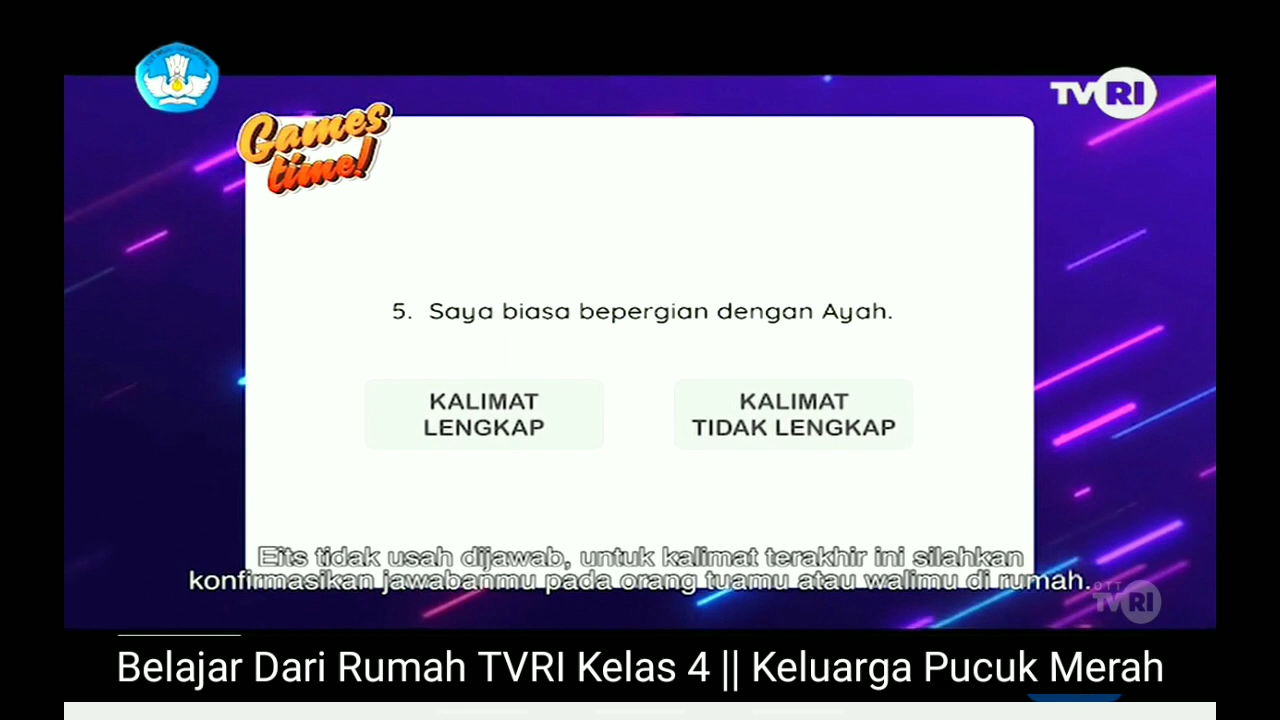 TVRI
Games
time!
5. Saya biasa bepergian dengan Ayah.
KALIMAT
LENGKAP
KALIMAT
TIDAK LENGKAP
Eits tidak usah dijawab, untuk kalimat terakhir ini silahkan
konfirmasikan jawabanmu pada orang tuamu atau walimu di rumah.
OTT
TVRI
Belajar Dari Rumah TVRI Kelas 4 || Keluarga Pucuk Merah